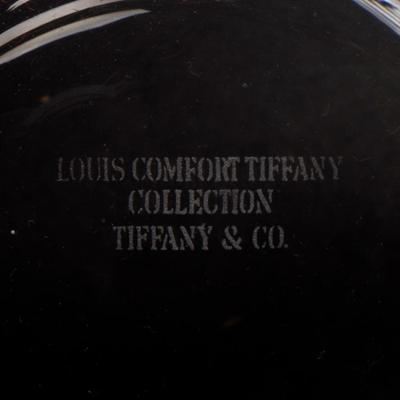 LOUIS COMFORT TIFFANY
COLLECTION
TIFFANY & CO.